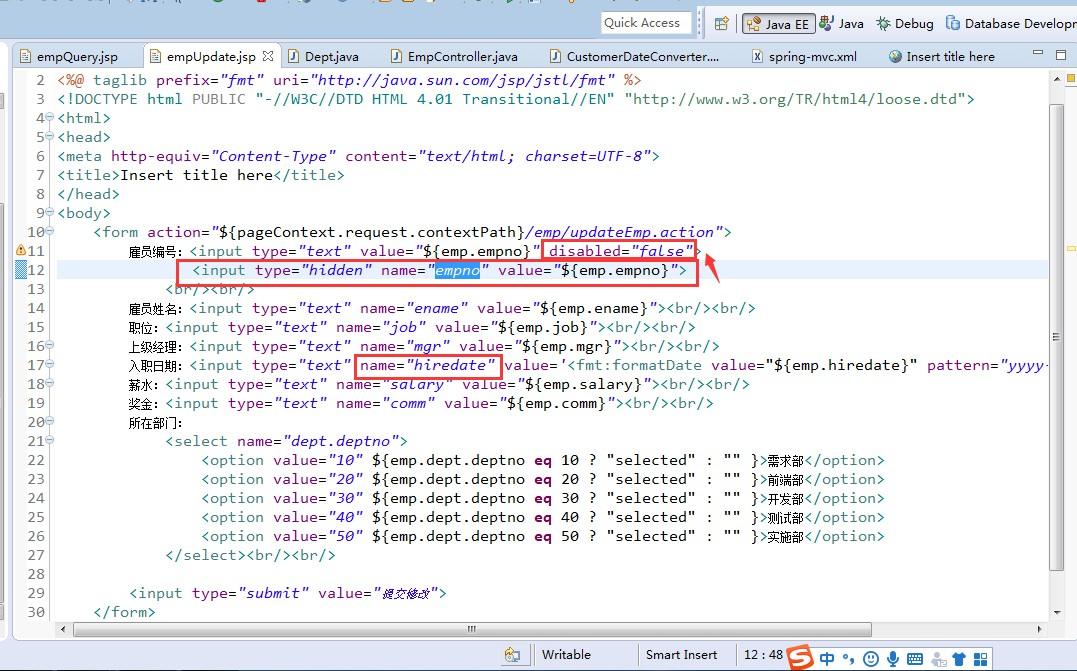 Quick Access
Java EE
Java
Debug
Database Developm
empQuery.jsp
empUpdate.jsp
Dept.java
EmpController.java
CustomerDateConverter....
spring-mvc.xml
Insert title here
2 <%@ taglib prefix="fmt" uri="http://java.sun.com/jsp/jstl/fmt" %>
3 <!DOCTYPE html PUBLIC "-//W3C//DTD HTML 4.01 Transitional//EN" "http://www.w3.org/TR/html4/loose.dtd">
4 <html>
5 <head>
6 <meta http-equiv="Content-Type" content="text/html; charset=UTF-8">
7 <title>Insert title here</title>
8 </head>
9 <body>
10 <form action="${pageContext.request.contextPath}/emp/updateEmp.action">
11 雇员编号：<input type="text" value="${emp.empno}" disabled="false">
12 <input type="hidden" name="empno" value="${emp.empno}">
13 <br/><br/>
14 雇员姓名：<input type="text" name="ename" value="${emp.ename}"><br/><br/>
15 职位：<input type="text" name="job" value="${emp.job}"><br/><br/>
16 上级经理：<input type="text" name="mgr" value="${emp.mgr}"><br/><br/>
17 入职日期：<input type="text" name="hiredate" value='<fmt:formatDate value="${emp.hiredate}" pattern="yyyy-
18 薪水：<input type="text" name="salary" value="${emp.salary}"><br/><br/>
19 奖金：<input type="text" name="comm" value="${emp.comm}"><br/><br/>
20 所在部门：
21 <select name="dept.deptno">
22 <option value="10" ${emp.dept.deptno eq 10 ? "selected" : "" }>需求部</option>
23 <option value="20" ${emp.dept.deptno eq 20 ? "selected" : "" }>前端部</option>
24 <option value="30" ${emp.dept.deptno eq 30 ? "selected" : "" }>开发部</option>
25 <option value="40" ${emp.dept.deptno eq 40 ? "selected" : "" }>测试部</option>
26 <option value="50" ${emp.dept.deptno eq 50 ? "selected" : "" }>实施部</option>
27 </select><br/><br/>
28
29 <input type="submit" value="提交修改">
30 </form>
Writable
Smart Insert
12 : 48
中